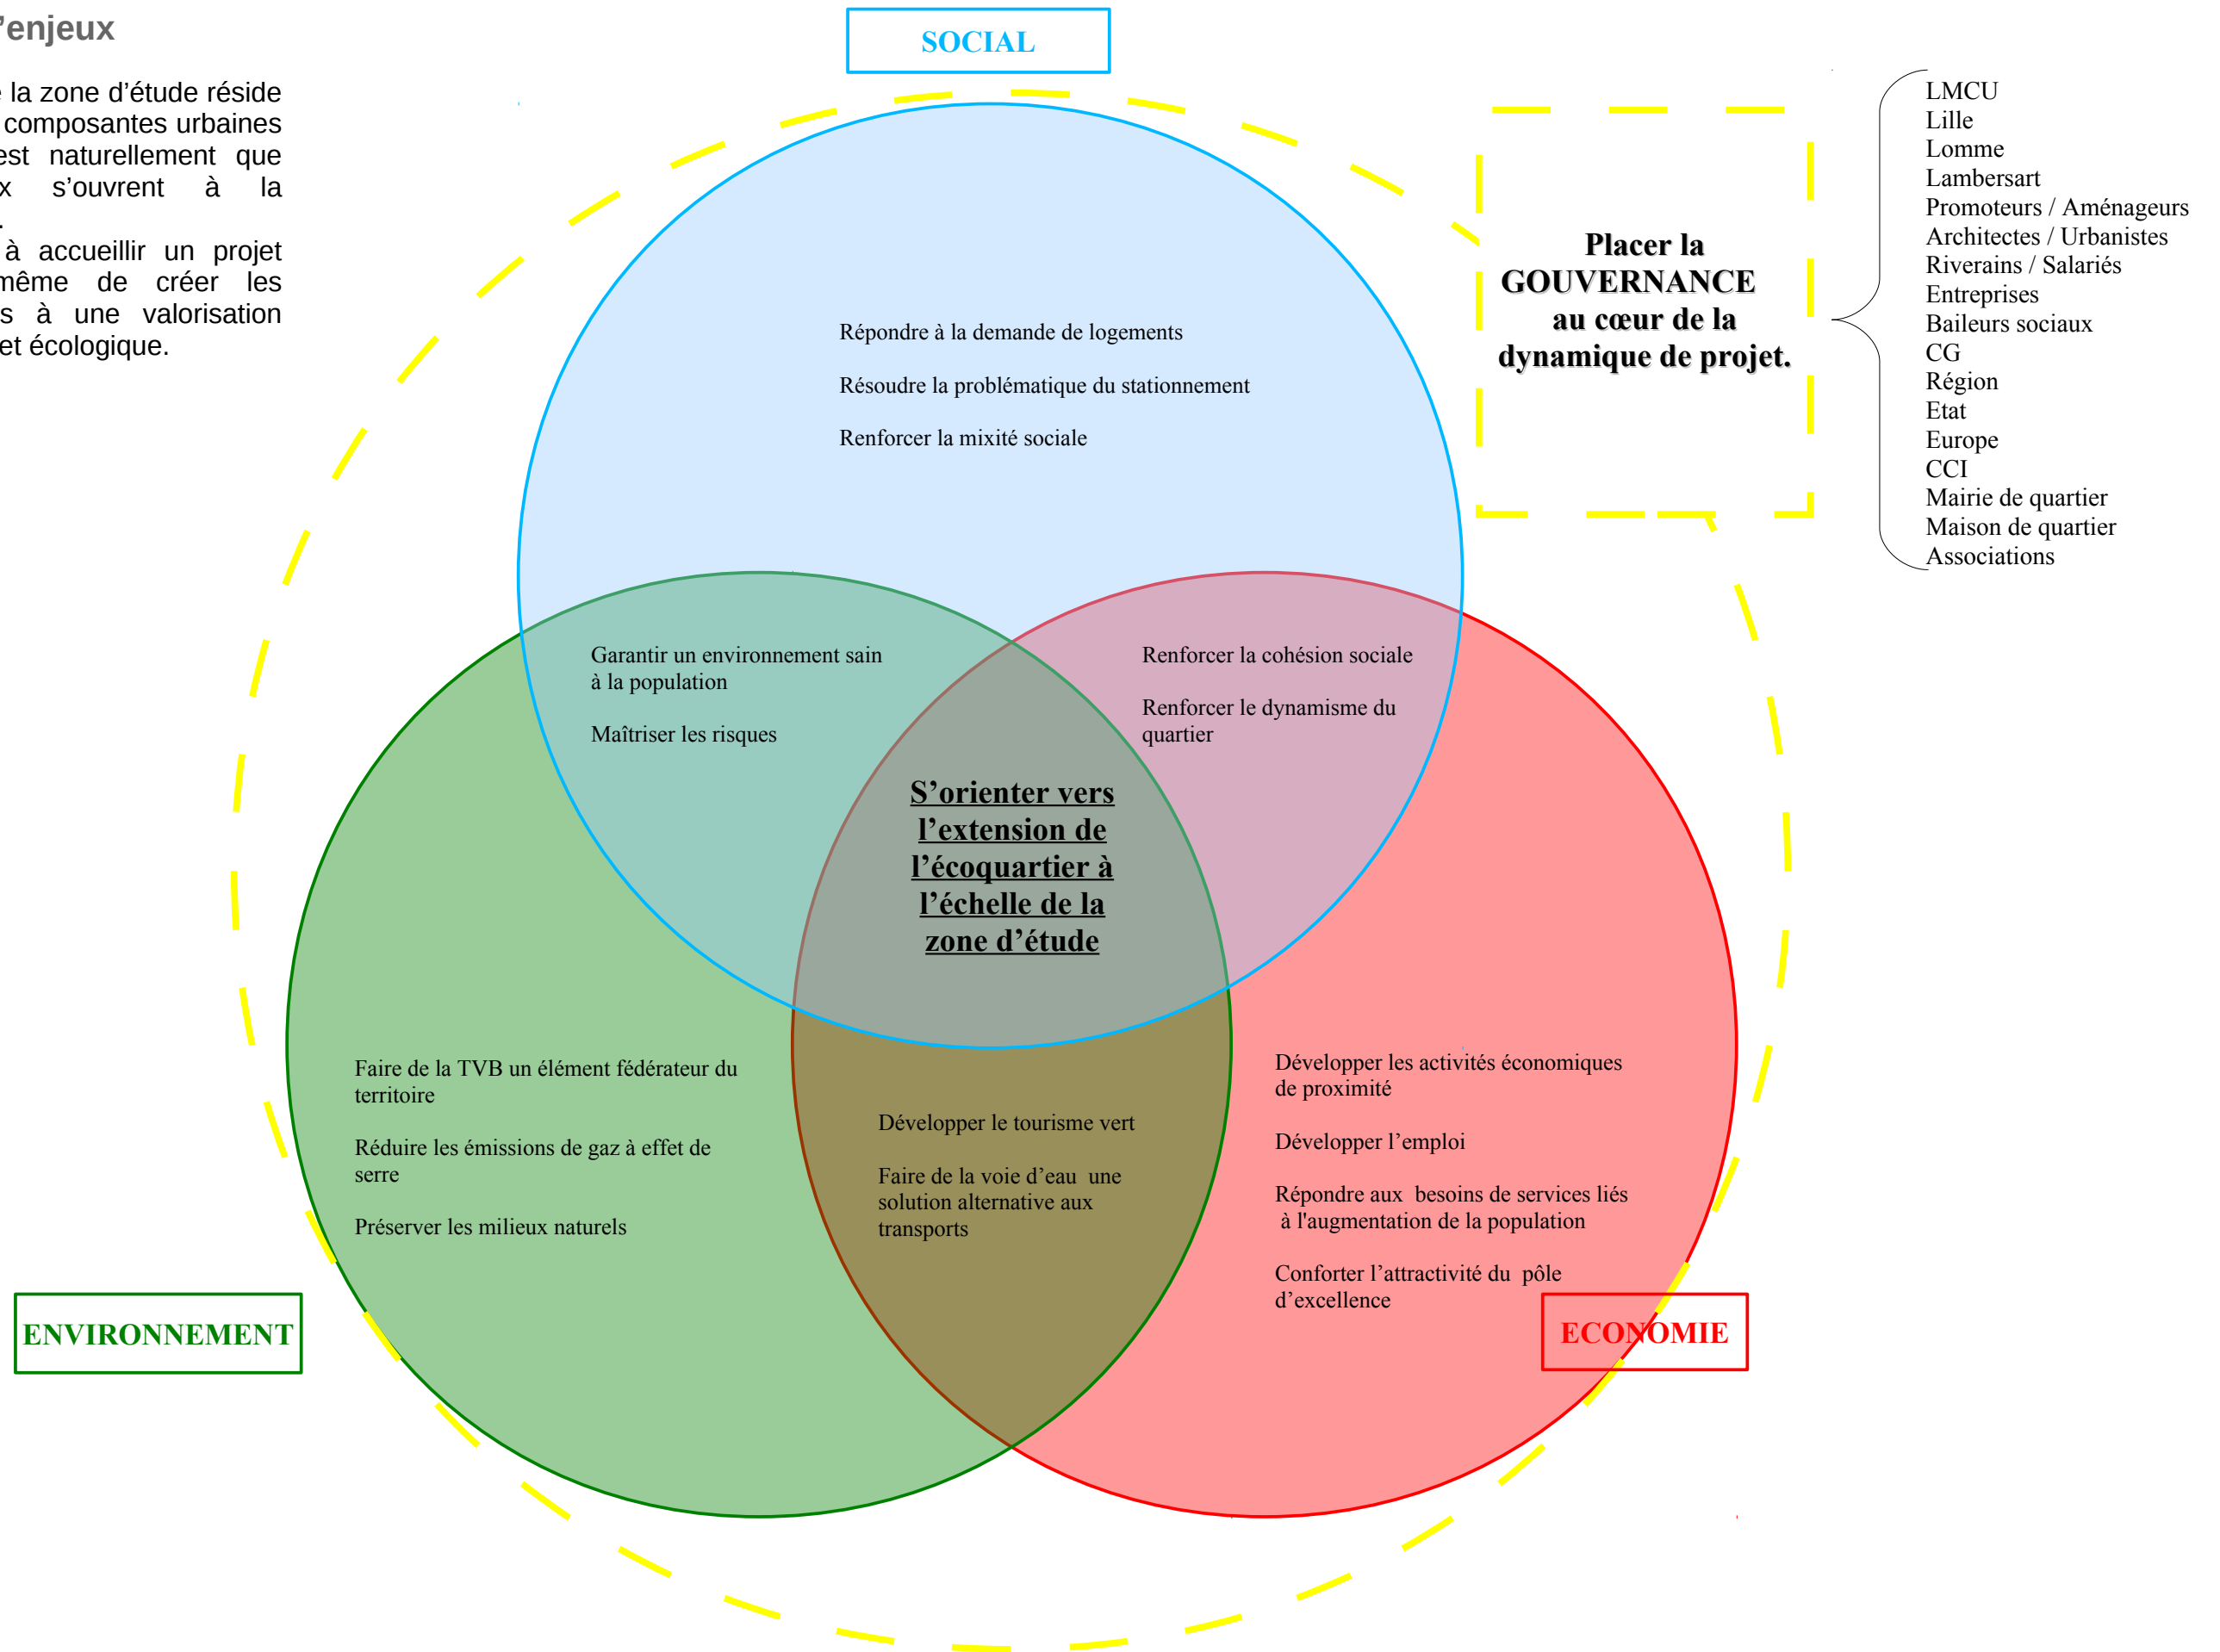 ’enjeux
la zone d’étude réside
composantes urbaines
est naturellement que
x s’ouvrent à la
.
à accueillir un projet
même de créer les
s à une valorisation
et écologique.
SOCIAL
Répondre à la demande de logements
Résoudre la problématique du stationnement
Renforcer la mixité sociale
Placer la
GOUVERNANCE
au cœur de la
dynamique de projet.
LMCU
Lille
Lomme
Lambersart
Promoteurs / Aménageurs
Architectes / Urbanistes
Riverains / Salariés
Entreprises
Baileurs sociaux
CG
Région
Etat
Europe
CCI
Mairie de quartier
Maison de quartier
Associations
Garantir un environnement sain
à la population
Maîtriser les risques
Renforcer la cohésion sociale
Renforcer le dynamisme du
quartier
S’orienter vers
l’extension de
l’écoquartier à
l’échelle de la
zone d’étude
Faire de la TVB un élément fédérateur du
territoire
Réduire les émissions de gaz à effet de
serre
Préserver les milieux naturels
Développer le tourisme vert
Faire de la voie d’eau une
solution alternative aux
transports
Développer les activités économiques
de proximité
Développer l’emploi
Répondre aux besoins de services liés
à l'augmentation de la population
Conforter l’attractivité du pôle
d’excellence
ENVIRONNEMENT
ECONOMIE